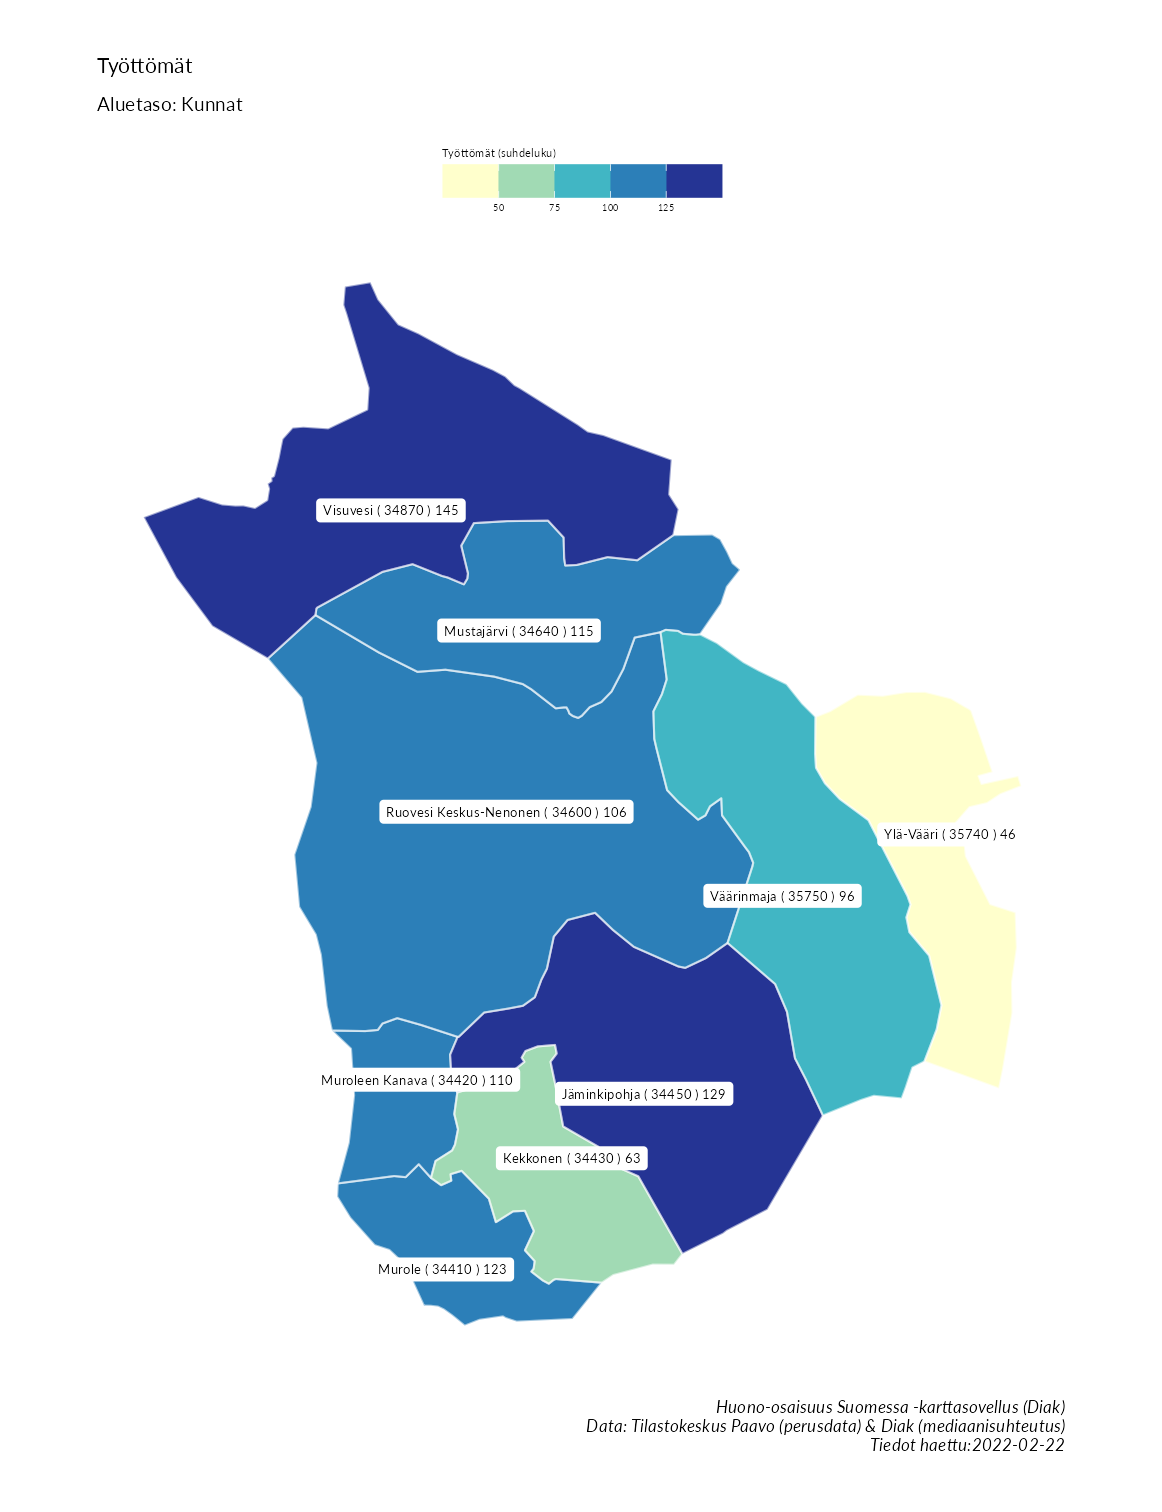 Työttömät
Aluetaso: Kunnat
Työttömät (suhdeluku)
50 75 100 125
Visuvesi ( 34870 ) 145
Mustajärvi ( 34640 ) 115
Ruovesi Keskus-Nenonen ( 34600 ) 106
Ylä-Vääri ( 35740 ) 46
Väärinmaja ( 35750 ) 96
Muroleen Kanava ( 34420 ) 110
Jäminkipohja ( 34450 ) 129
Kekkonen ( 34430 ) 63
Murole ( 34410 ) 123
Huono-osaisuus Suomessa -karttasovellus (Diak)
Data: Tilastokeskus Paavo (perusdata) & Diak (mediaanisuhteutus)
Tiedot haettu:2022-02-22